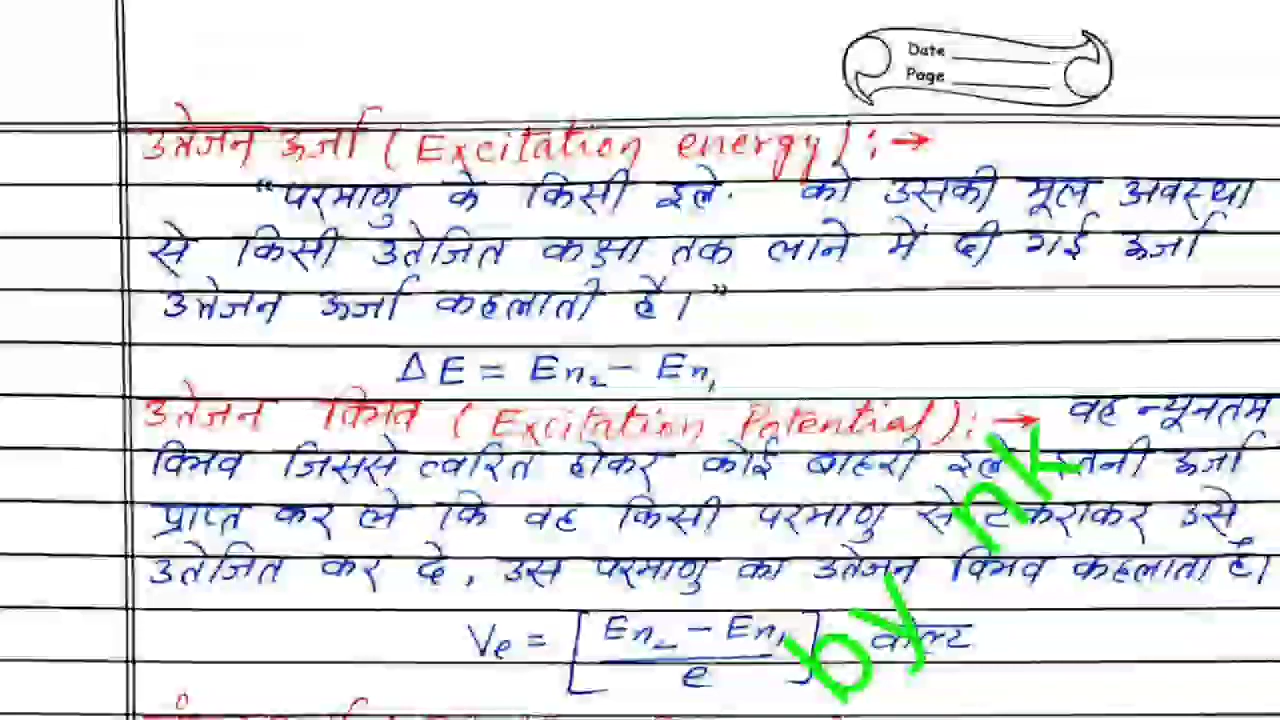 Date
Page
उत्तेजन ऊर्जा (Excitation energy) : →
"परमाणु के किसी इले. को उसकी मूल अवस्था
से किसी उतेजित कक्षा तक लाने में दी गई ऊर्जा
उत्तेजन ऊर्जा कहलाती है।"
ΔE = En₂ - En₁
उत्तेजन विभव (Excitation Potential) : → वह न्यूनतम
विभव जिससे त्वरित होकर कोई बाहरी इले इतनी ऊर्जा
प्राप्त कर ले कि वह किसी परमाणु से टकराकर उसे
उतेजित कर दे, उस परमाणु का उतेजन विभव कहलाता है।
Ve = [En₂ - En₁ / e] वोल्ट
by nk